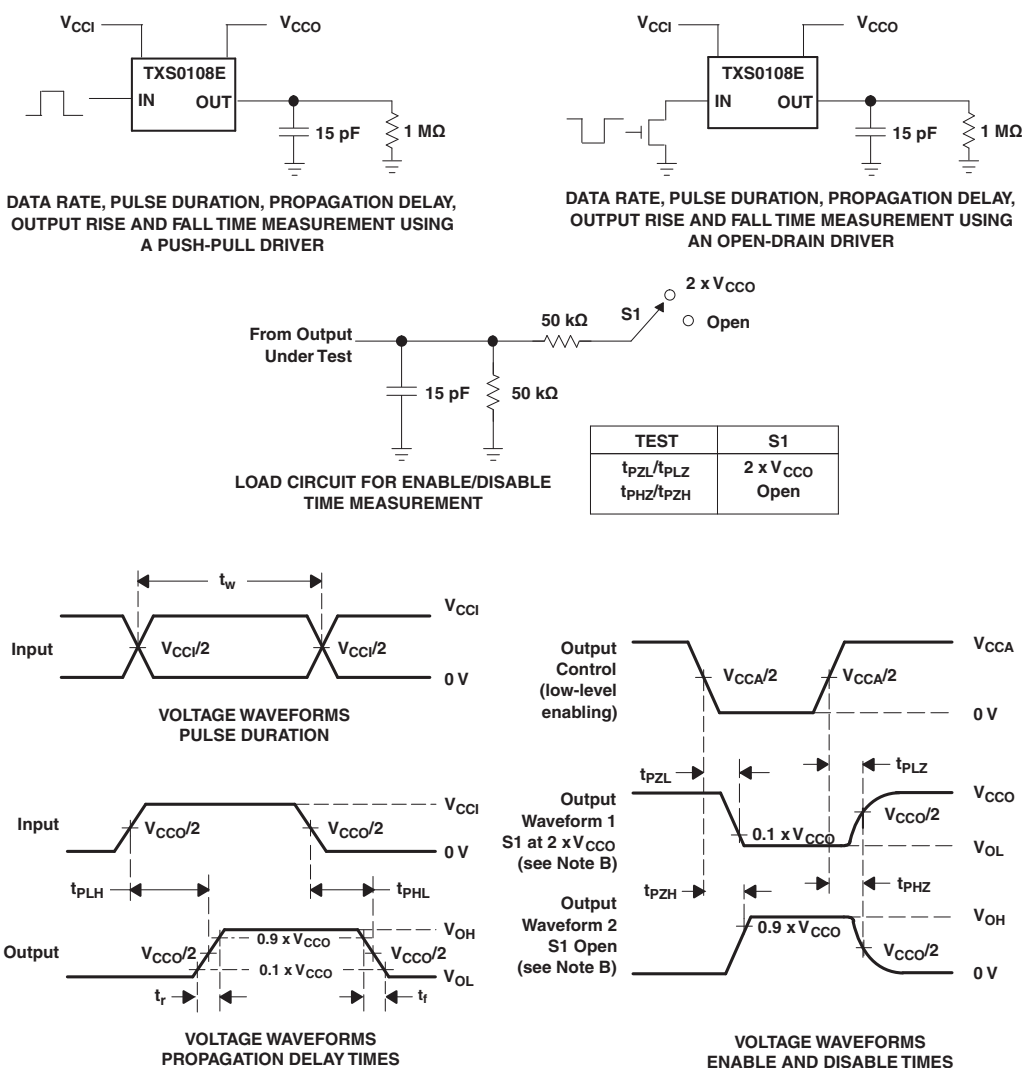 VCCI VCCO
TXS0108E
IN OUT
15 pF 1 MΩ
DATA RATE, PULSE DURATION, PROPAGATION DELAY,
OUTPUT RISE AND FALL TIME MEASUREMENT USING
A PUSH-PULL DRIVER
VCCI VCCO
TXS0108E
IN OUT
15 pF 1 MΩ
DATA RATE, PULSE DURATION, PROPAGATION DELAY,
OUTPUT RISE AND FALL TIME MEASUREMENT USING
AN OPEN-DRAIN DRIVER
2 x VCCO
S1 Open
50 kΩ
From Output
Under Test
15 pF 50 kΩ
LOAD CIRCUIT FOR ENABLE/DISABLE
TIME MEASUREMENT
TEST S1
tPZL/tPLZ 2 x VCCO
tPHZ/tPZH Open
tw
VCCI
Input VCCI/2 VCCI/2
0 V
VOLTAGE WAVEFORMS
PULSE DURATION
VCCI
Input VCCO/2 VCCO/2
0 V
tPLH tPHL
VOH
0.9 x VCCO
Output VCCO/2 VCCO/2
0.1 x VCCO
VOL
tr tf
VOLTAGE WAVEFORMS
PROPAGATION DELAY TIMES
Output
Control
(low-level
enabling)
VCCA
VCCA/2 VCCA/2
0 V
tPZL tPLZ
Output
Waveform 1
S1 at 2 x VCCO
(see Note B)
VCCO
VCCO/2
0.1 x VCCO
VOL
tPZH tPHZ
Output
Waveform 2
S1 Open
(see Note B)
VOH
0.9 x VCCO
VCCO/2
0 V
VOLTAGE WAVEFORMS
ENABLE AND DISABLE TIMES